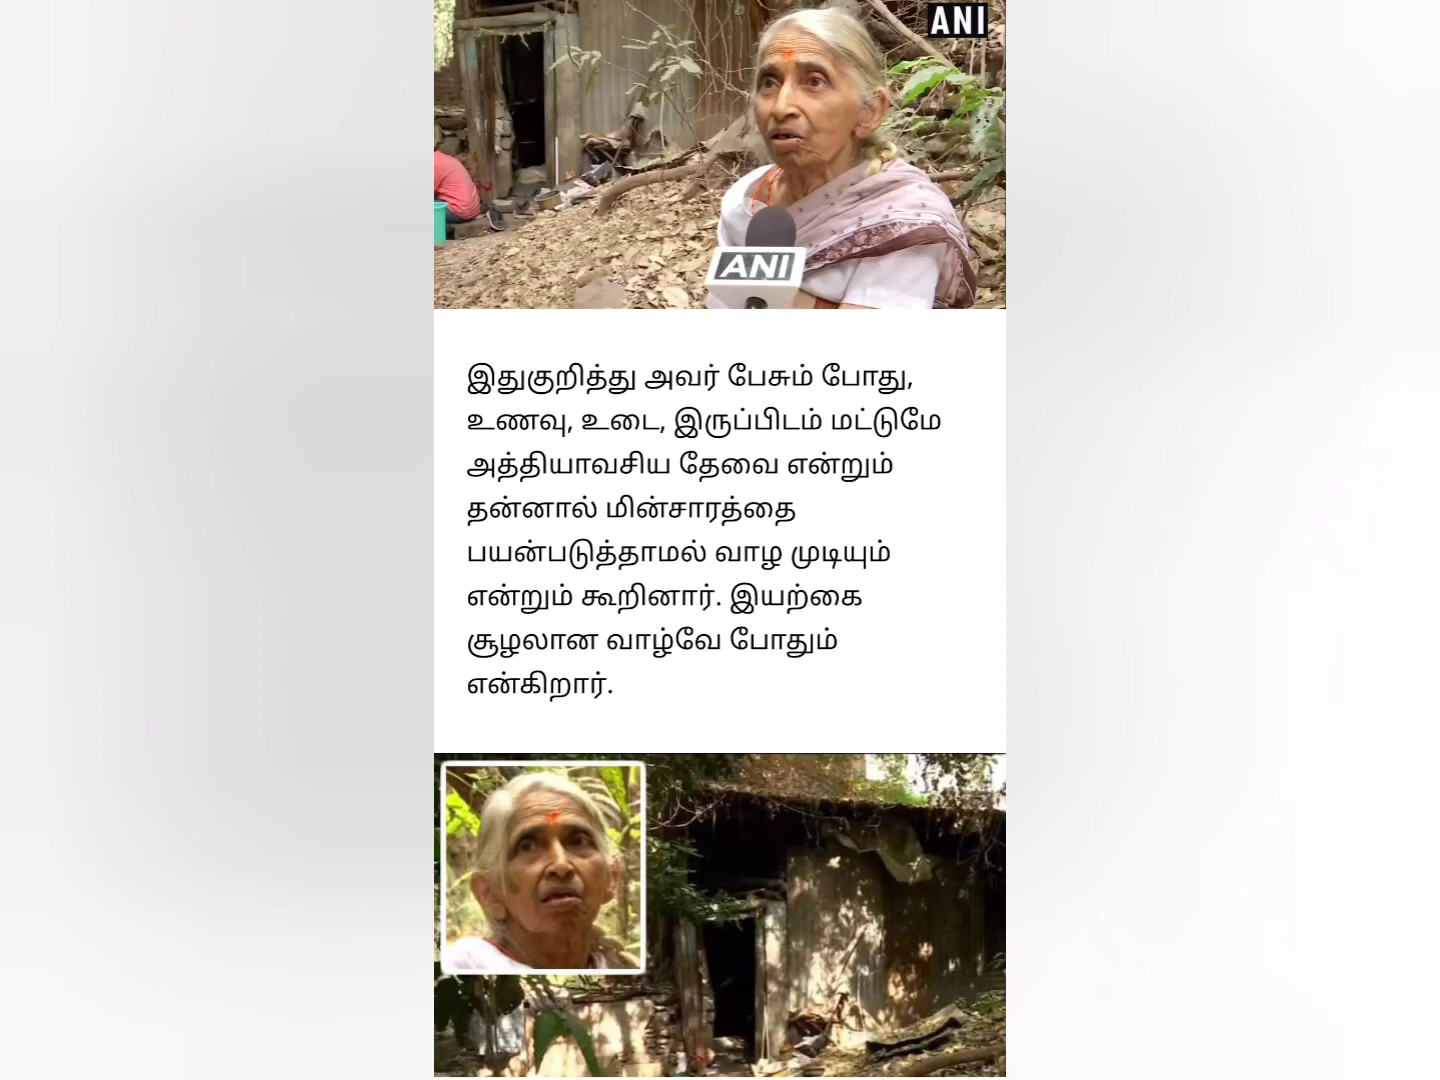 ANI
ANI
இதுகுறித்து அவர் பேசும் போது,
உணவு, உடை, இருப்பிடம் மட்டுமே
அத்தியாவசிய தேவை என்றும்
தன்னால் மின்சாரத்தை
பயன்படுத்தாமல் வாழ முடியும்
என்றும் கூறினார். இயற்கை
சூழலான வாழ்வே போதும்
என்கிறார்.